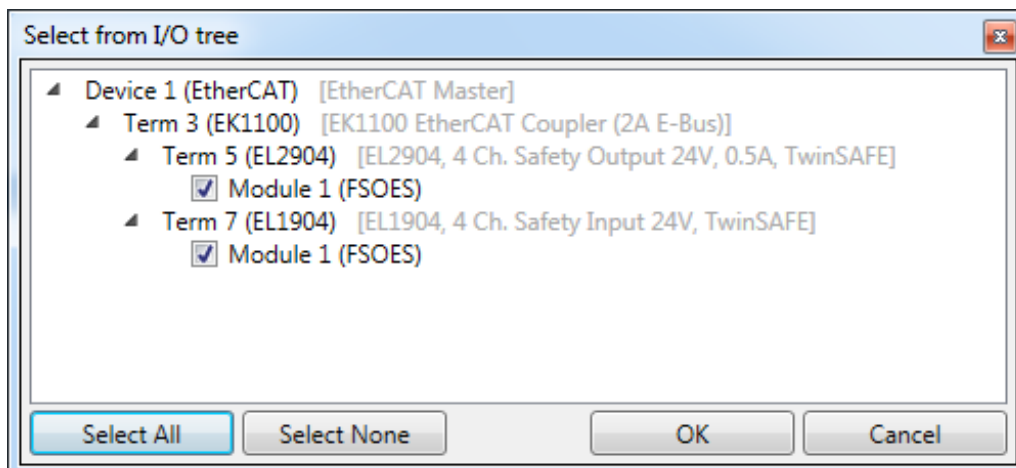 Select from I/O tree
Device 1 (EtherCAT) [EtherCAT Master]
Term 3 (EK1100) [EK1100 EtherCAT Coupler (2A E-Bus)]
Term 5 (EL2904) [EL2904, 4 Ch. Safety Output 24V, 0.5A, TwinSAFE]
Module 1 (FSOES)
Term 7 (EL1904) [EL1904, 4 Ch. Safety Input 24V, TwinSAFE]
Module 1 (FSOES)
Select All Select None OK Cancel